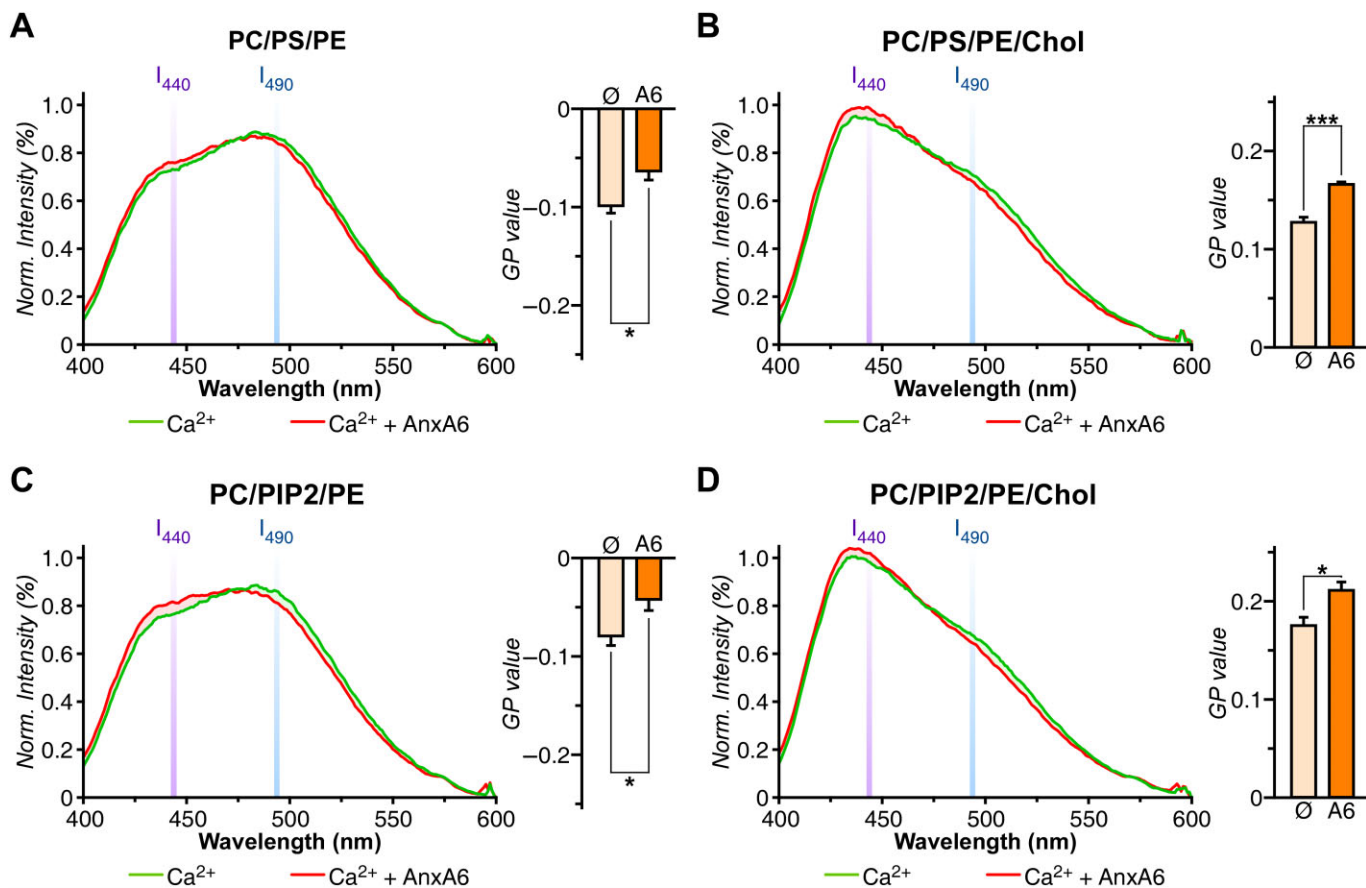 A
PC/PS/PE
I440
I490
Norm. Intensity (%)
1.0
0.8
0.6
0.4
0.2
0
400
450
500
550
600
Wavelength (nm)
Ca2+
Ca2+ + AnxA6
Ø A6
GP value
0
−0.1
−0.2
*
B
PC/PS/PE/Chol
I440
I490
Norm. Intensity (%)
1.0
0.8
0.6
0.4
0.2
0
400
450
500
550
600
Wavelength (nm)
Ca2+
Ca2+ + AnxA6
***
GP value
0.2
0.1
0
Ø A6
C
PC/PIP2/PE
I440
I490
Norm. Intensity (%)
1.0
0.8
0.6
0.4
0.2
0
400
450
500
550
600
Wavelength (nm)
Ca2+
Ca2+ + AnxA6
Ø A6
GP value
0
−0.1
−0.2
*
D
PC/PIP2/PE/Chol
I440
I490
Norm. Intensity (%)
1.0
0.8
0.6
0.4
0.2
0
400
450
500
550
600
Wavelength (nm)
Ca2+
Ca2+ + AnxA6
*
GP value
0.2
0.1
0
Ø A6